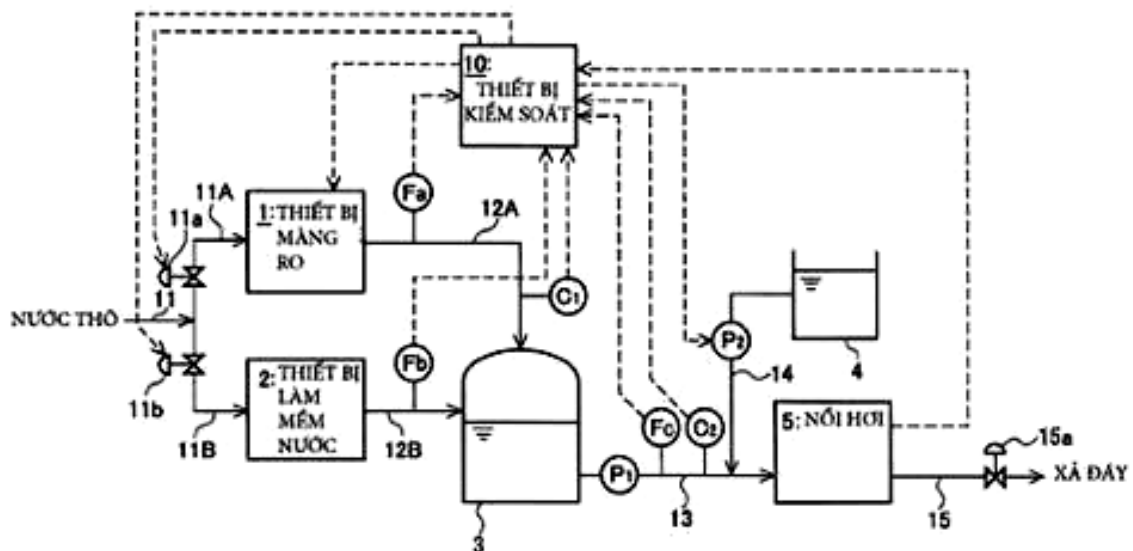 10:
THIẾT BỊ
KIỂM SOÁT
11A
11a
1: THIẾT BỊ
MÀNG
RO
Fa
12A
11
NƯỚC THÔ
C1
P2
4
14
11b
11B
2: THIẾT BỊ
LÀM
MỀM
NƯỚC
Fb
12B
3
P1
Fc
C2
13
5: NỒI HƠI
15a
15
XẢ ĐÁY